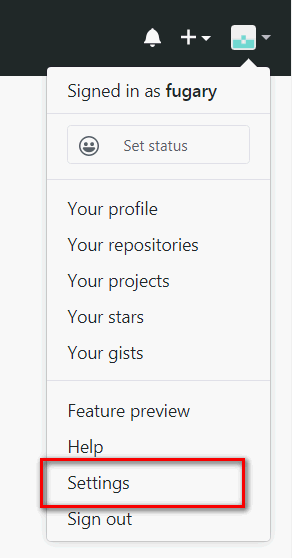 Signed in as fugary
Set status
Your profile
Your repositories
Your projects
Your stars
Your gists
Feature preview
Help
Settings
Sign out